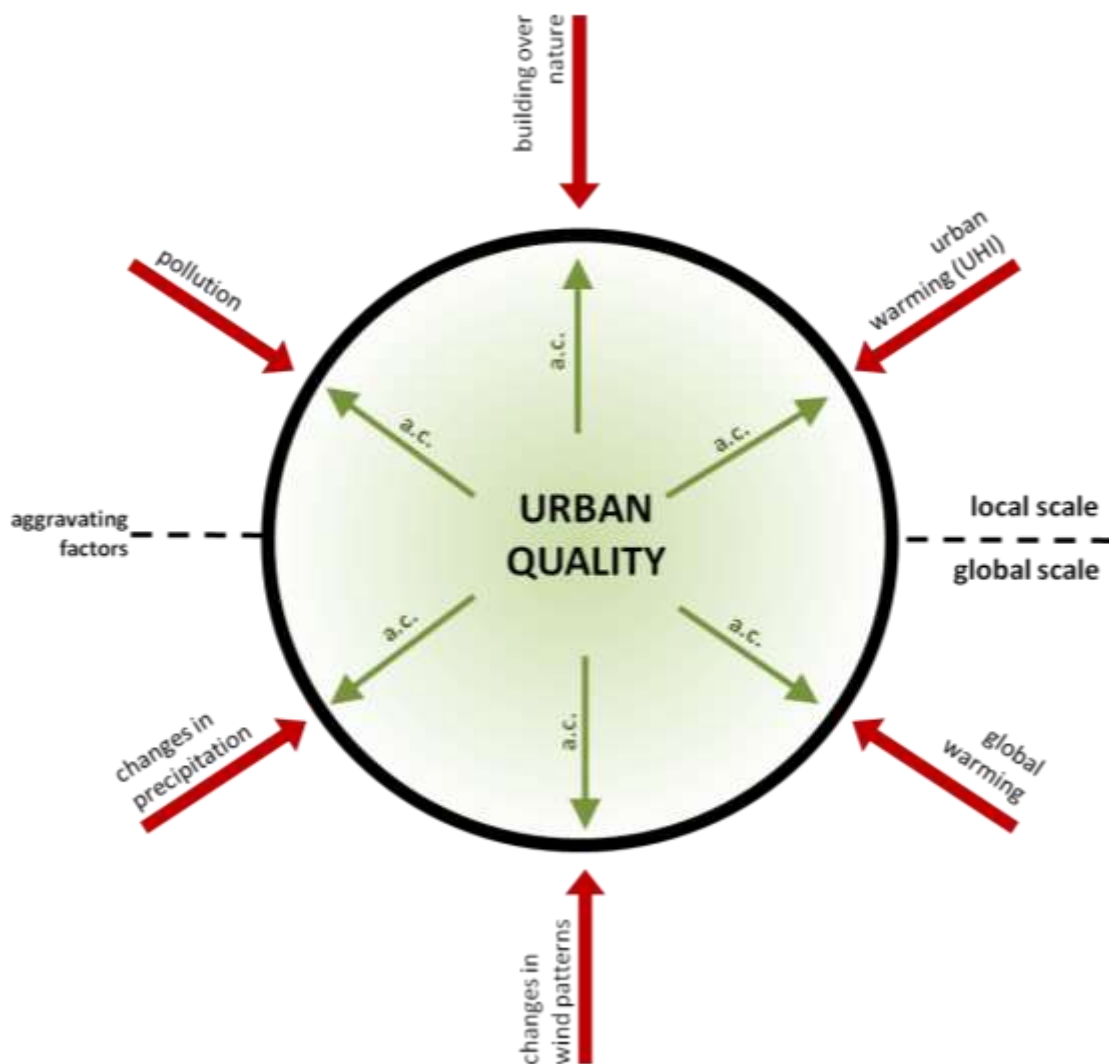 building over
nature
pollution
urban
warming (UHI)
a.c.
a.c.
a.c.
URBAN
QUALITY
aggravating
factors
local scale
global scale
a.c.
a.c.
a.c.
changes in
precipitation
global
warming
changes in
wind patterns